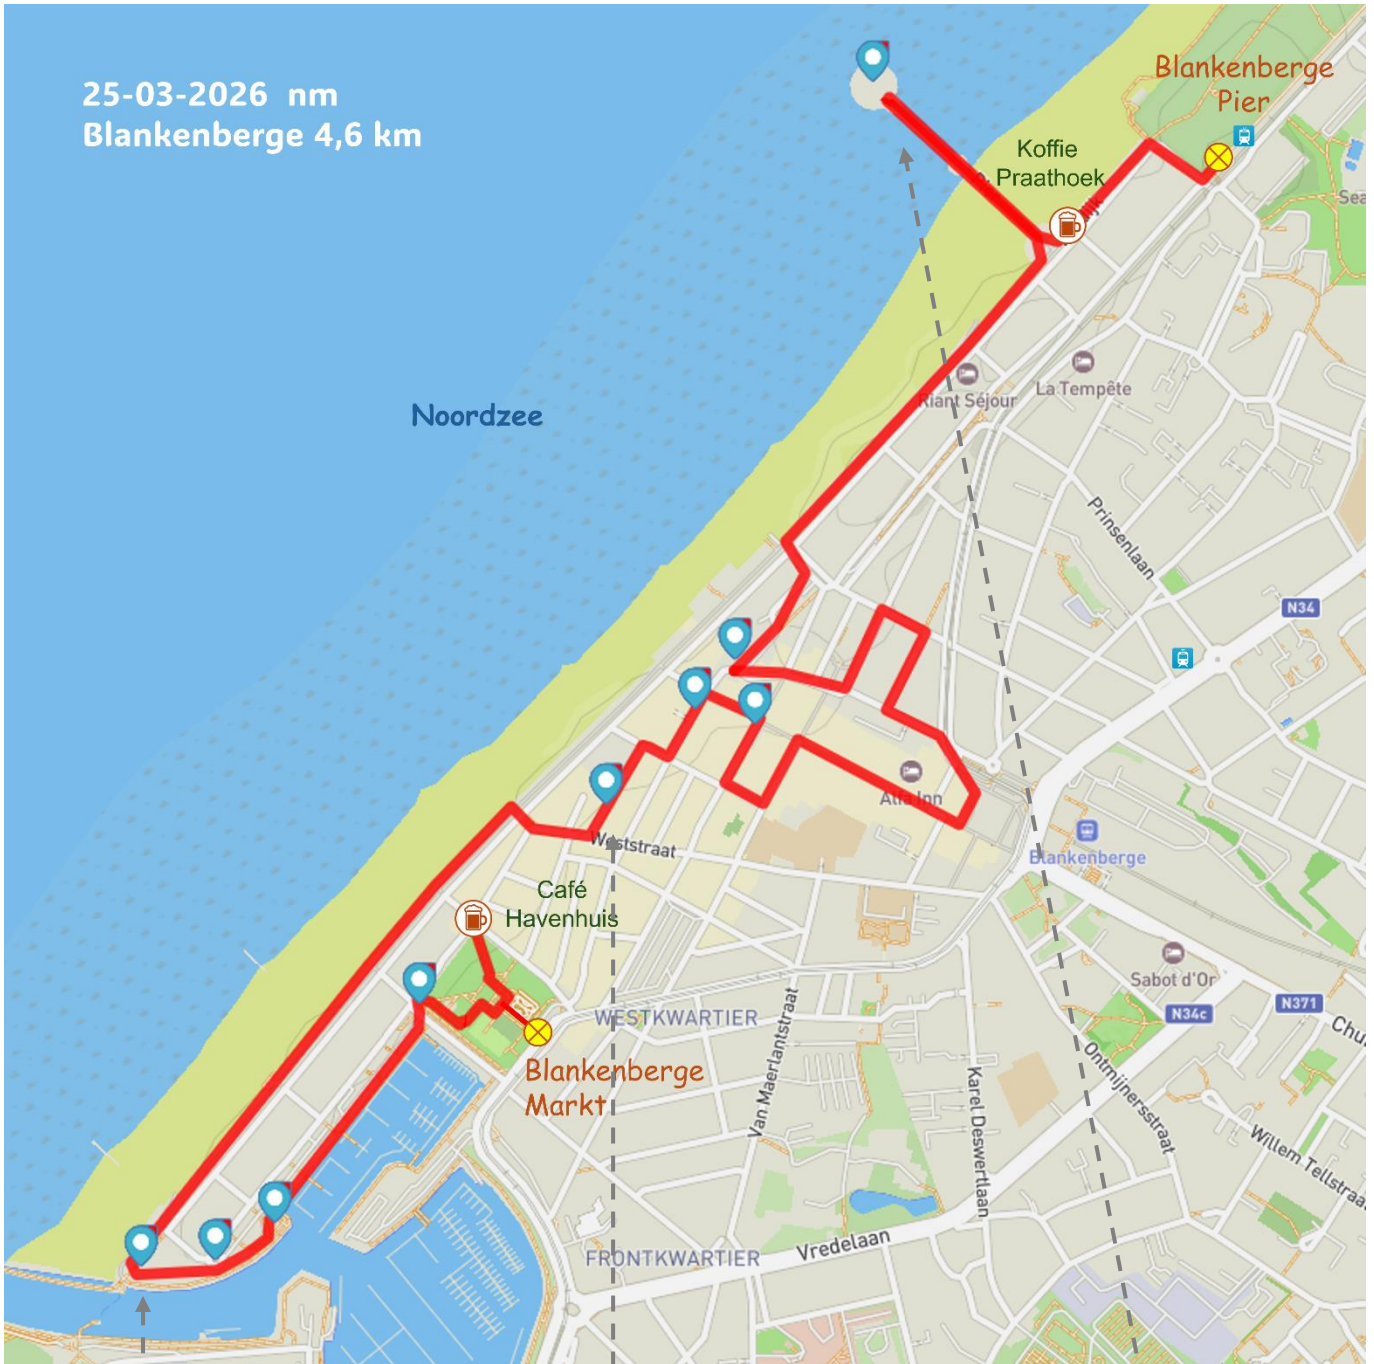 25-03-2026 nm
Blankenberge 4,6 km
Blankenberge
Pier
Koffie
Praathoek
Noordzee
Riant Séjour
La Tempête
Prinsenlaan
N34
Alfa Inn
Weststraat
Blankenberge
Café
Havenhuis
Sabot d'Or
N371
N34c
WESTKWARTIER
Blankenberge
Markt
Van Maerlantstraat
Karel Deswertlaan
Ontmijnersstraat
Willem Tellstraa
FRONTKWARTIER
Vredelaan